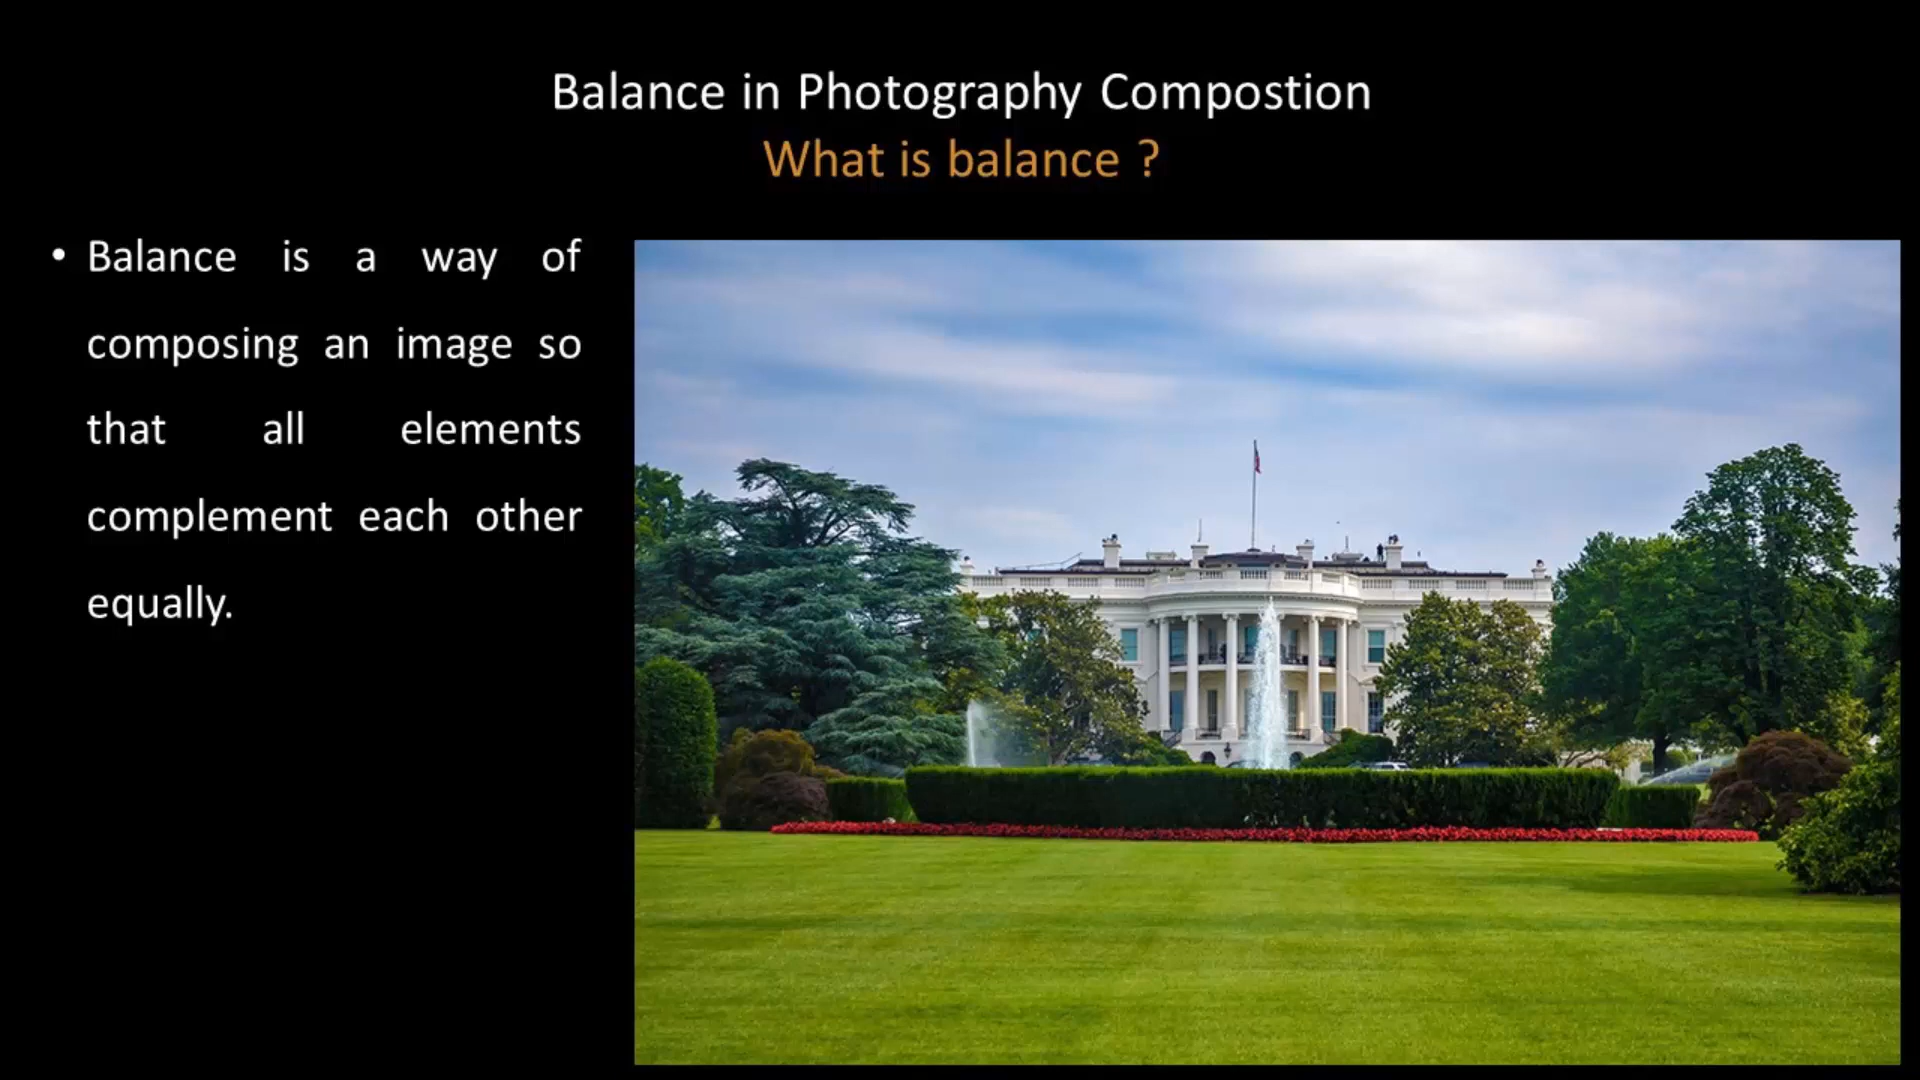 Balance in Photography Compostion
What is balance ?
• Balance is a way of
composing an image so
that all elements
complement each other
equally.